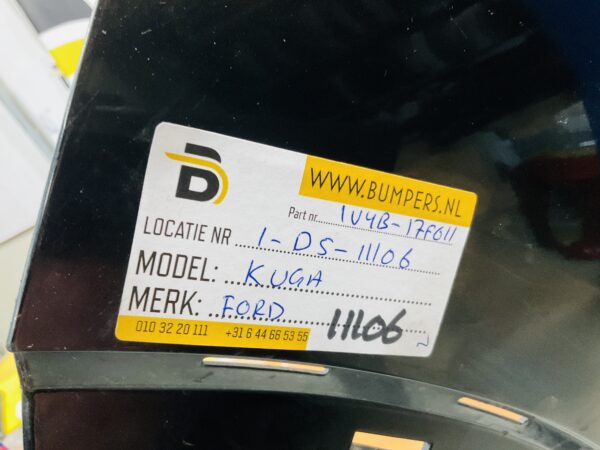 WWW.BUMPERS.NL
Part nr. 1V4B-17F011
LOCATIE NR 1-DS-11106
MODEL: KUGA
MERK: FORD 11106
010 32 20 111 +31 6 44 66 53 55